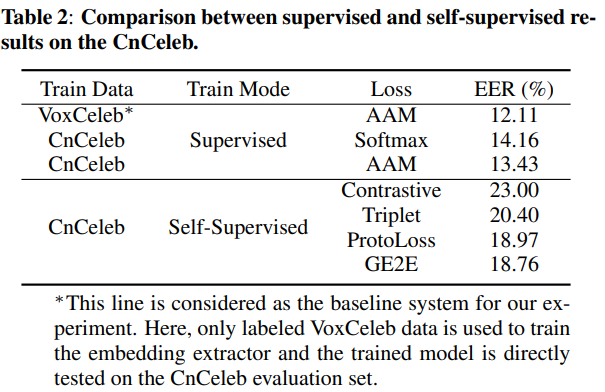 Table 2: Comparison between supervised and self-supervised re-
sults on the CnCeleb.
Train Data Train Mode Loss EER (%)
VoxCeleb* AAM 12.11
CnCeleb Supervised Softmax 14.16
CnCeleb AAM 13.43
Contrastive 23.00
Triplet 20.40
CnCeleb Self-Supervised
ProtoLoss 18.97
GE2E 18.76
*This line is considered as the baseline system for our ex-
periment. Here, only labeled VoxCeleb data is used to train
the embedding extractor and the trained model is directly
tested on the CnCeleb evaluation set.